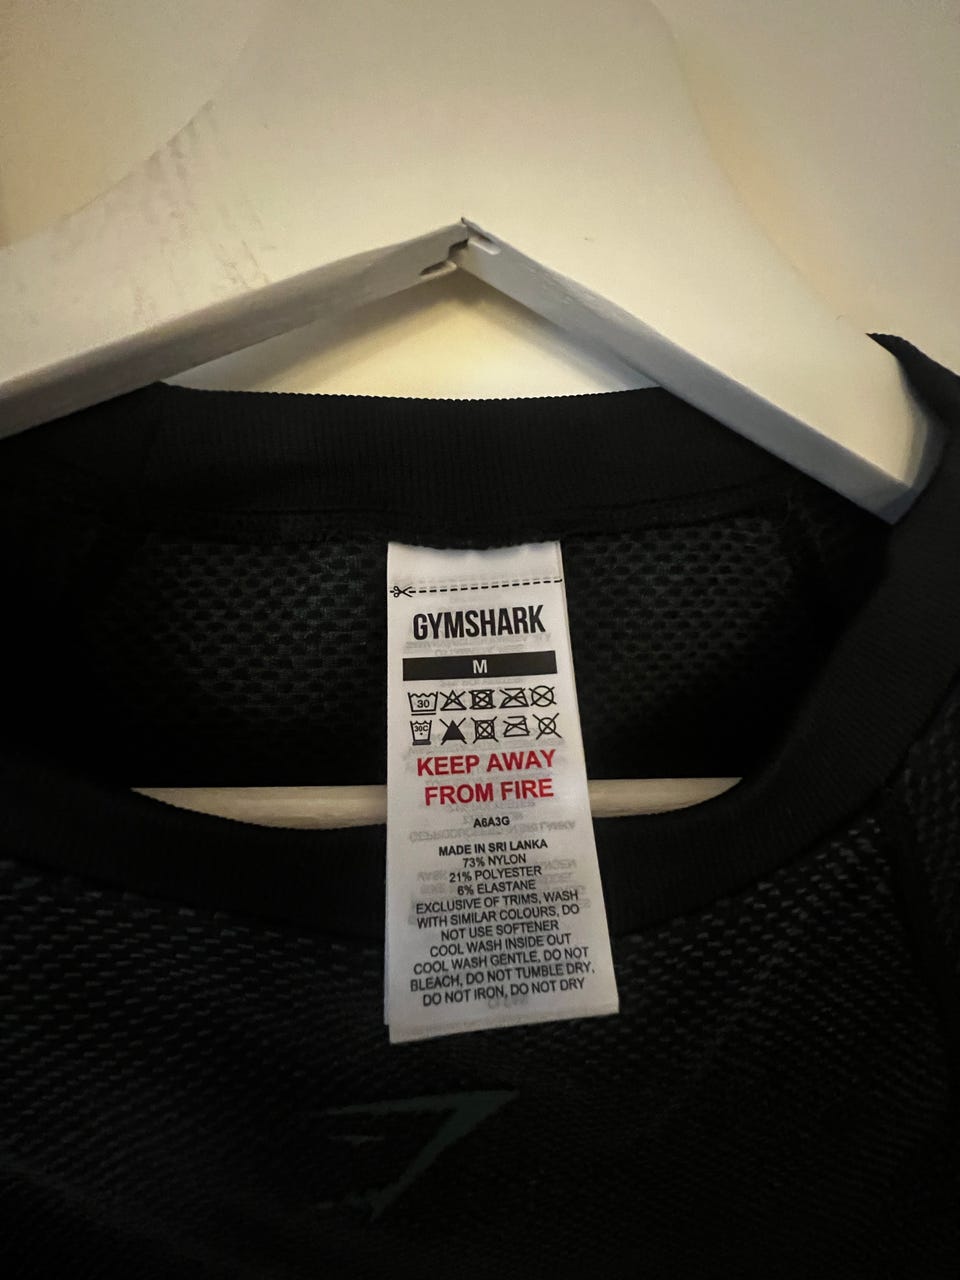 GYMSHARK
M
30
30C
KEEP AWAY
FROM FIRE
A6A3G
MADE IN SRI LANKA
73% NYLON
21% POLYESTER
6% ELASTANE
EXCLUSIVE OF TRIMS, WASH
WITH SIMILAR COLOURS, DO
NOT USE SOFTENER
COOL WASH INSIDE OUT
COOL WASH GENTLE, DO NOT
BLEACH, DO NOT TUMBLE DRY,
DO NOT IRON, DO NOT DRY